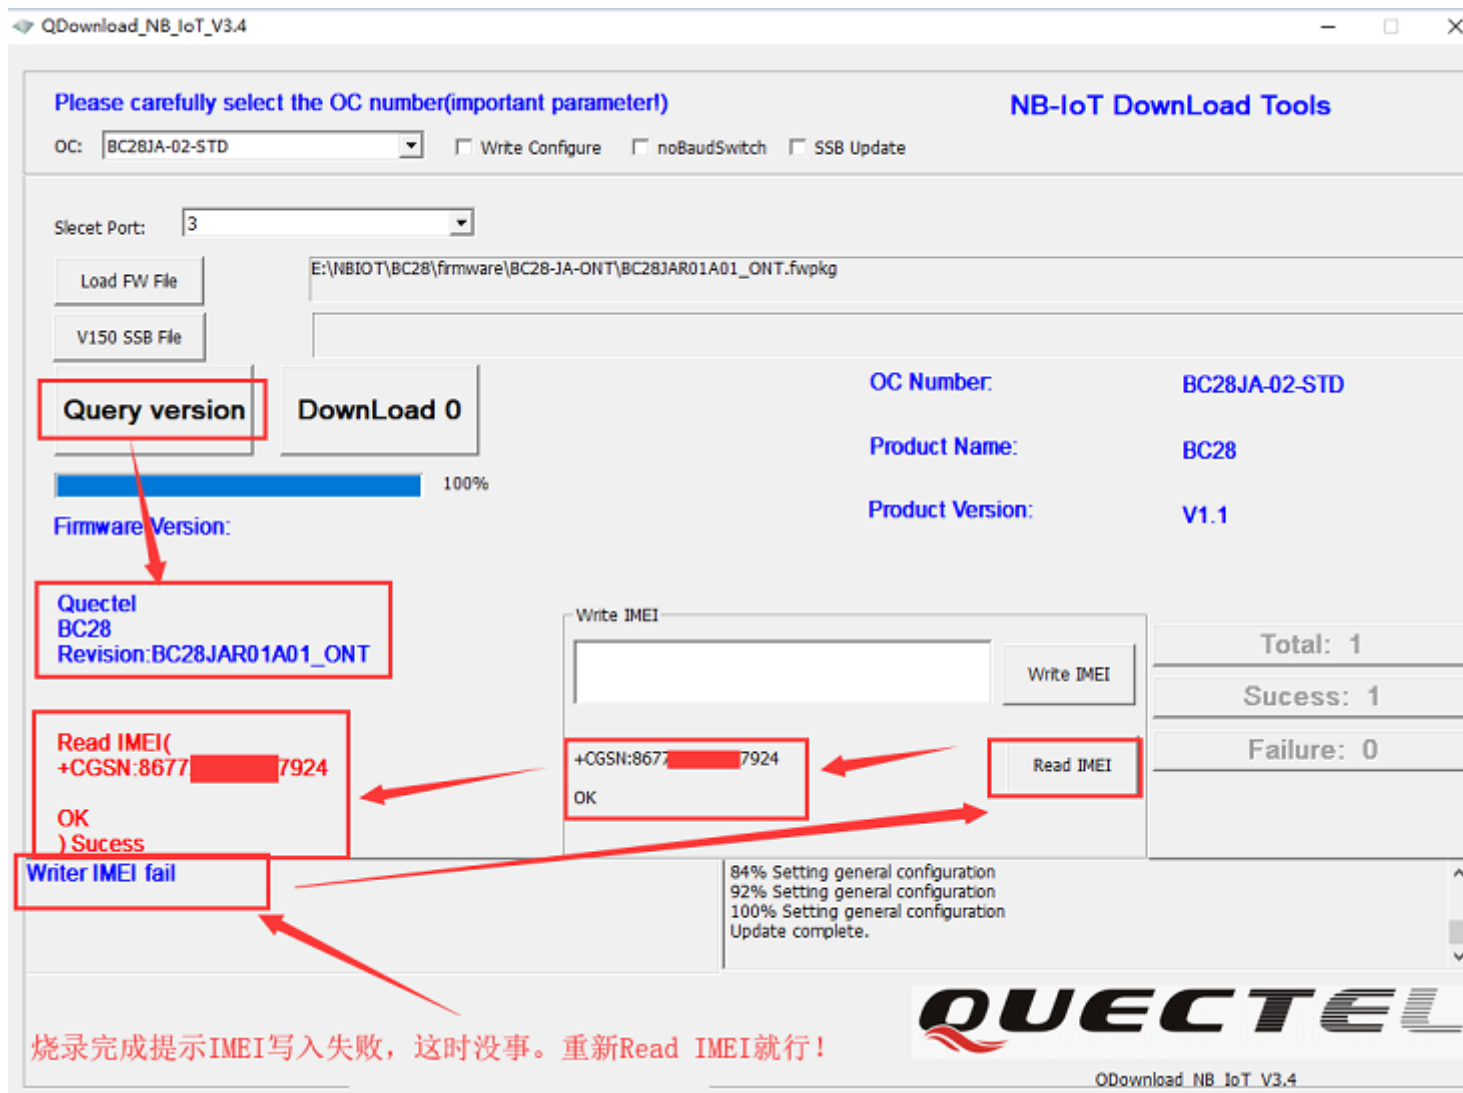 QDownload_NB_IoT_V3.4
Please carefully select the OC number(important parameter!)
NB-IoT DownLoad Tools
OC: BC28JA-02-STD Write Configure noBaudSwitch SSB Update
Slecet Port: 3
Load FW File E:\NBIOT\BC28\firmware\BC28-JA-ONT\BC28JAR01A01_ONT.fwpkg
V150 SSB File
Query version DownLoad 0
OC Number: BC28JA-02-STD
Product Name: BC28
100%
Product Version: V1.1
Firmware Version:
Quectel
BC28
Revision:BC28JAR01A01_ONT
Write IMEI
Write IMEI
Total: 1
Sucess: 1
Failure: 0
Read IMEI(
+CGSN:8677 7924
OK
) Sucess
+CGSN:8677 7924
OK
Read IMEI
Writer IMEI fail
84% Setting general configuration
92% Setting general configuration
100% Setting general configuration
Update complete.
烧录完成提示IMEI写入失败，这时没事。重新Read IMEI就行！
QUECTEL
QDownload_NB_IoT_V3.4